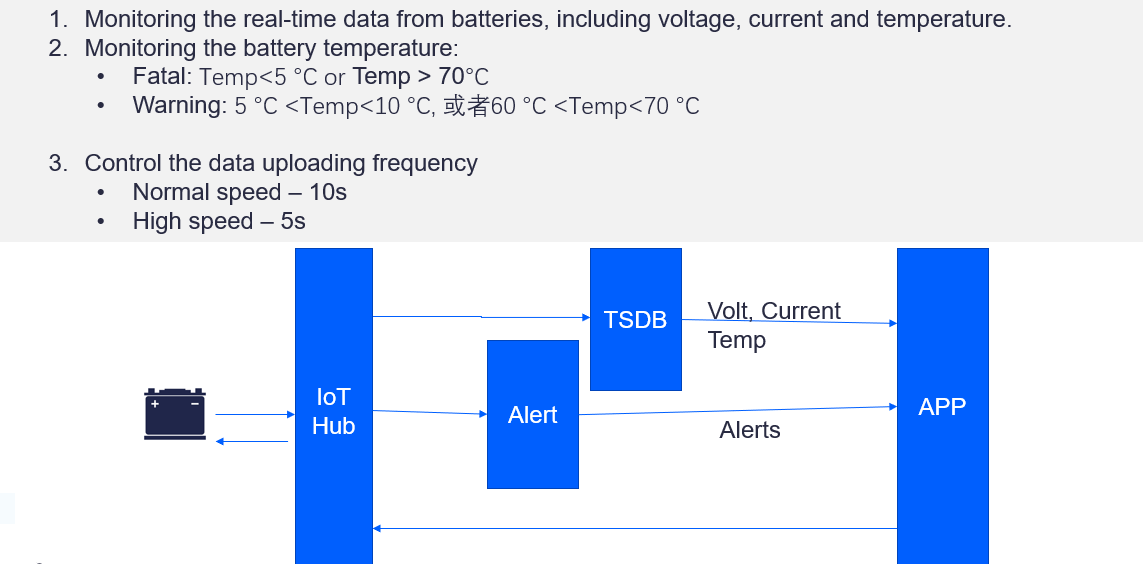 1. Monitoring the real-time data from batteries, including voltage, current and temperature.
2. Monitoring the battery temperature:
• Fatal: Temp<5 °C or Temp > 70°C
• Warning: 5 °C <Temp<10 °C, 或者60 °C <Temp<70 °C
3. Control the data uploading frequency
• Normal speed – 10s
• High speed – 5s
TSDB
Volt, Current
Temp
IoT
Hub
Alert
Alerts
APP
+ −